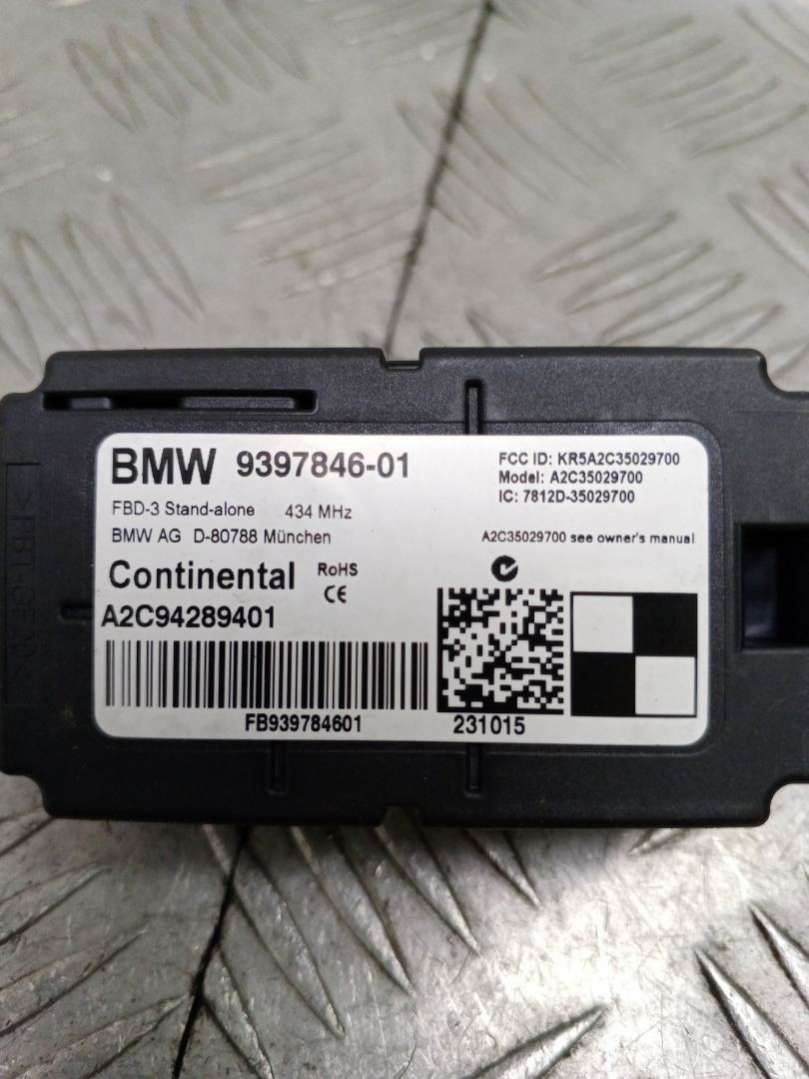 BMW 9397846-01
FBD-3 Stand-alone 434 MHz
BMW AG D-80788 München
FCC ID: KR5A2C35029700
Model: A2C35029700
IC: 7812D-35029700
A2C35029700 see owner's manual
Continental RoHS
CE
A2C94289401
FB939784601
231015